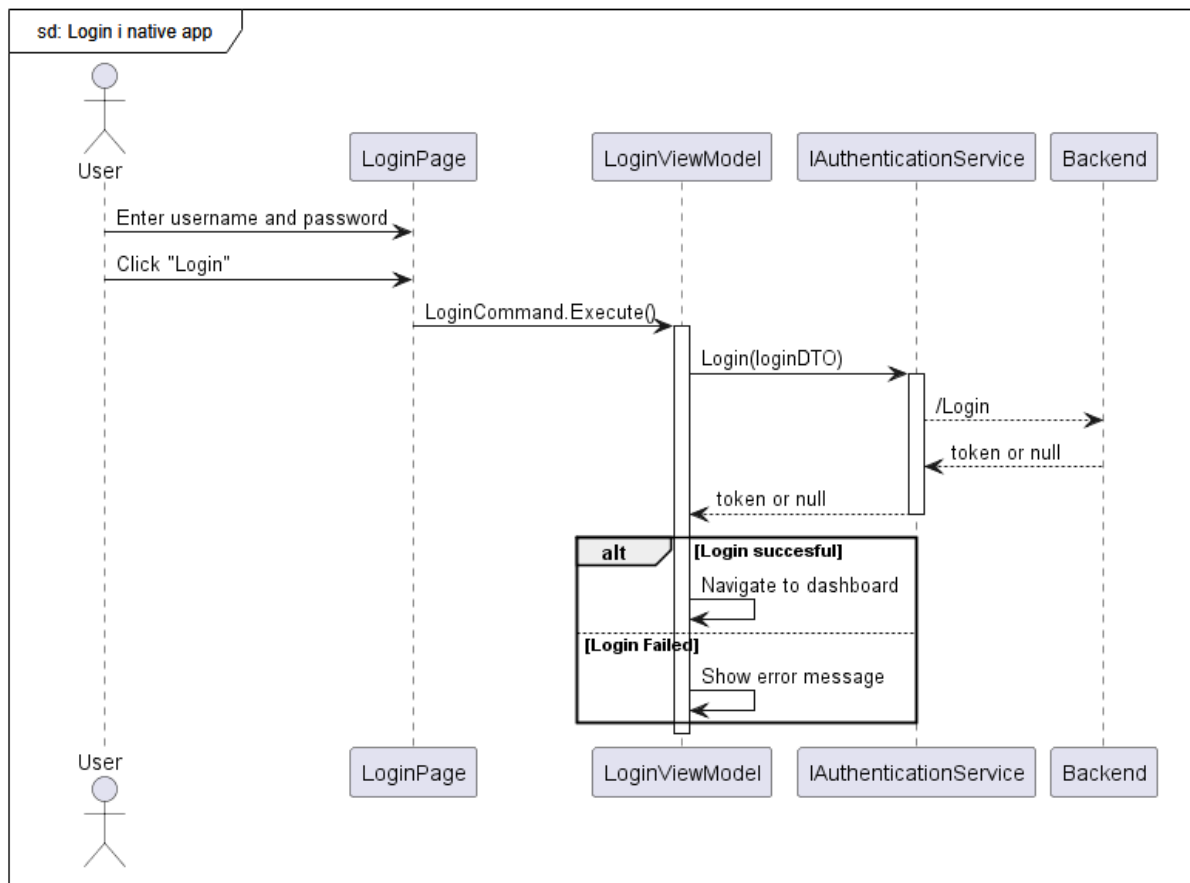 sd: Login i native app
User
LoginPage
LoginViewModel
IAuthenticationService
Backend
Enter username and password
Click "Login"
LoginCommand.Execute()
Login(loginDTO)
/Login
token or null
token or null
alt
[Login succesful]
Navigate to dashboard
[Login Failed]
Show error message
User
LoginPage
LoginViewModel
IAuthenticationService
Backend